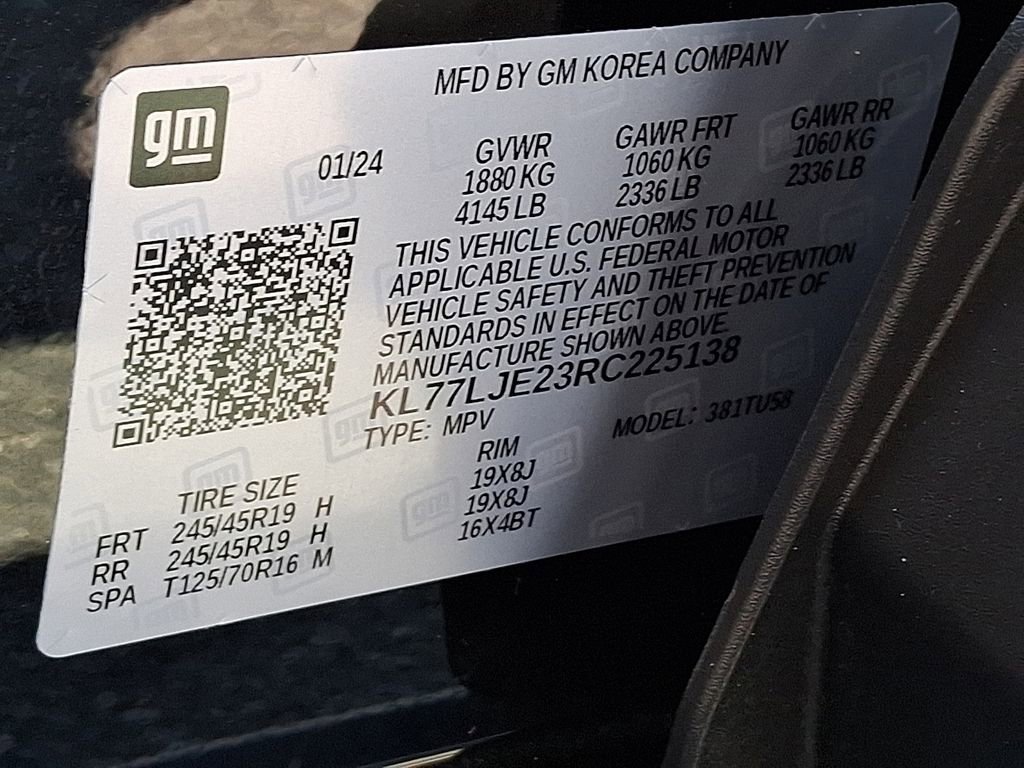 MFD BY GM KOREA COMPANY
gm
01/24
GVWR
1880 KG
4145 LB
GAWR FRT
1060 KG
2336 LB
GAWR RR
1060 KG
2336 LB
THIS VEHICLE CONFORMS TO ALL
APPLICABLE U.S. FEDERAL MOTOR
VEHICLE SAFETY AND THEFT PREVENTION
STANDARDS IN EFFECT ON THE DATE OF
MANUFACTURE SHOWN ABOVE.
KL77LJE23RC225138
TYPE: MPV MODEL: 381TU58
TIRE SIZE RIM
FRT 245/45R19 H 19X8J
RR 245/45R19 H 19X8J
SPA T125/70R16 M 16X4BT